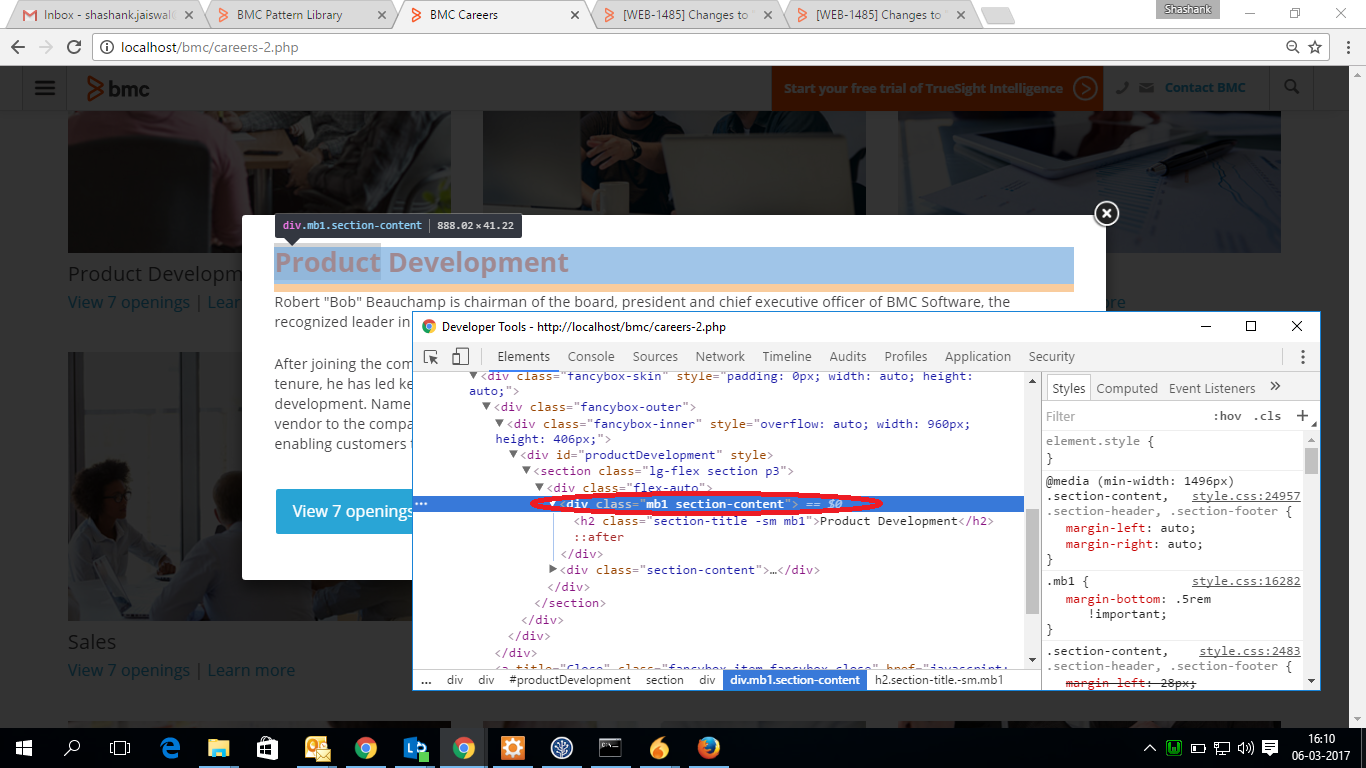 Inbox - shashank.jaiswal@
BMC Pattern Library
BMC Careers
[WEB-1485] Changes to
[WEB-1485] Changes to
Shashank
localhost/bmc/careers-2.php
bmc
Start your free trial of TrueSight Intelligence
Contact BMC
div.mb1.section-content | 888.02×41.22
Product Development
Robert "Bob" Beauchamp is chairman of the board, president and chief executive officer of BMC Software, the
recognized leader in
After joining the com
tenure, he has led ke
development. Name
vendor to the compa
enabling customers
View 7 openings
Product Developm
View 7 openings | Lear
re
Sales
View 7 openings | Learn more
Developer Tools - http://localhost/bmc/careers-2.php
Elements Console Sources Network Timeline Audits Profiles Application Security
▼<div class="fancybox-skin" style="padding: 0px; width: auto; height:
auto;">
▼<div class="fancybox-outer">
▼<div class="fancybox-inner" style="overflow: auto; width: 960px;
height: 406px;">
▼<div id="productDevelopment" style>
▼<section class="lg-flex section p3">
▼<div class="flex-auto">
… ▼<div class="mb1 section-content"> == $0
<h2 class="section-title -sm mb1">Product Development</h2>
::after
</div>
▶<div class="section-content">…</div>
</div>
</section>
</div>
</div>
</div>
<a title="Close" class="fancybox-item fancybox-close" href="javascript:
... div div #productDevelopment section div div.mb1.section-content h2.section-title.-sm.mb1
Styles Computed Event Listeners »
Filter :hov .cls +
element.style {
}
@media (min-width: 1496px)
.section-content, style.css:24957
.section-header, .section-footer {
margin-left: auto;
margin-right: auto;
}
.mb1 { style.css:16282
margin-bottom: .5rem
!important;
}
.section-content, style.css:2483
.section-header, .section-footer {
margin-left: 28px;
16:10
06-03-2017